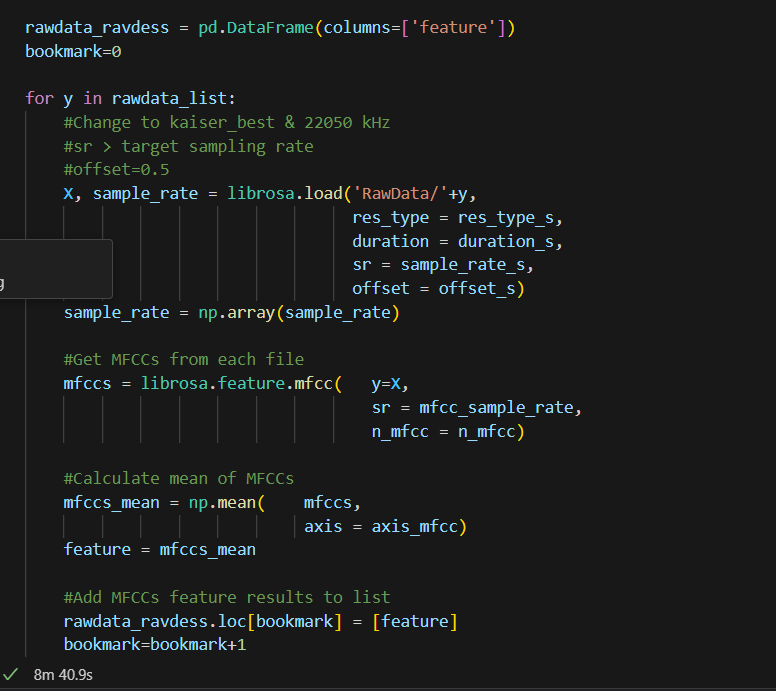 rawdata_ravdess = pd.DataFrame(columns=['feature'])
bookmark=0
for y in rawdata_list:
#Change to kaiser_best & 22050 kHz
#sr > target sampling rate
#offset=0.5
X, sample_rate = librosa.load('RawData/'+y,
res_type = res_type_s,
duration = duration_s,
sr = sample_rate_s,
g
offset = offset_s)
sample_rate = np.array(sample_rate)
#Get MFCCs from each file
mfccs = librosa.feature.mfcc(   y=X,
sr = mfcc_sample_rate,
n_mfcc = n_mfcc)
#Calculate mean of MFCCs
mfccs_mean = np.mean(    mfccs,
axis = axis_mfcc)
feature = mfccs_mean
#Add MFCCs feature results to list
rawdata_ravdess.loc[bookmark] = [feature]
bookmark=bookmark+1
8m 40.9s